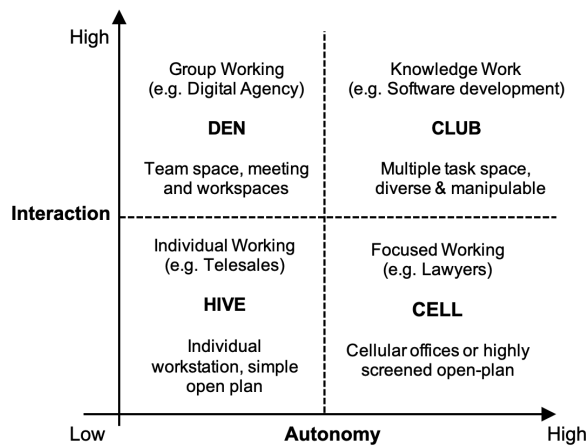 High
Group Working
(e.g. Digital Agency)
DEN
Team space, meeting
and workspaces
Knowledge Work
(e.g. Software development)
CLUB
Multiple task space,
diverse & manipulable
Interaction
Individual Working
(e.g. Telesales)
HIVE
Individual
workstation, simple
open plan
Focused Working
(e.g. Lawyers)
CELL
Cellular offices or highly
screened open-plan
Low
Autonomy
High